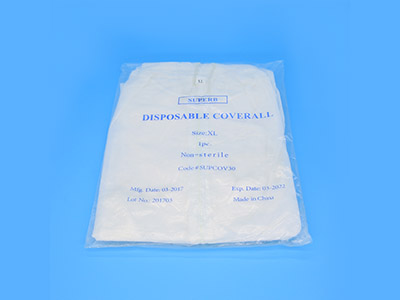 SUPERB
DISPOSABLE COVERALL
Size:XL
1pc.
Non-sterile
Code#SUPCOV30
Mfg. Date: 03-2017 Exp. Date: 03-2022
Lot No.: 201703 Made in China